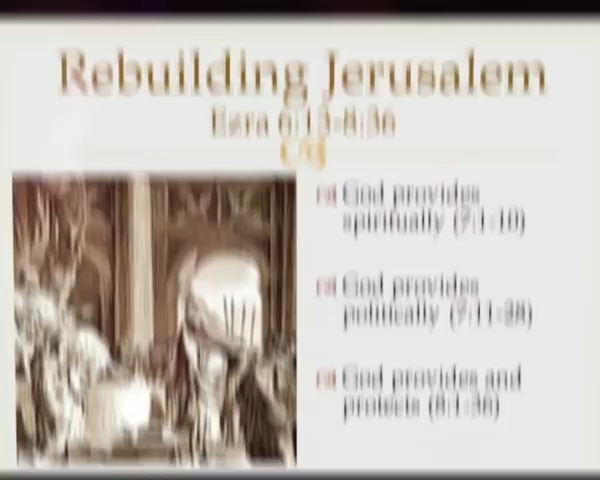 Rebuilding Jerusalem
Ezra 6:13-8:36
God provides
spiritually (7:1-10)
God provides
politically (7:11-28)
God provides and
protects (8:1-36)